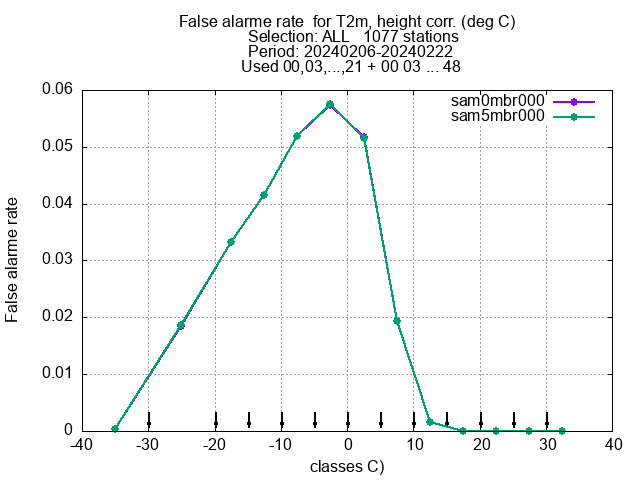 False alarme rate  for T2m, height corr. (deg C)
Selection: ALL   1077 stations
Period: 20240206-20240222
Used 00,03,...,21 + 00 03 ... 48
sam0mbr000
sam5mbr000
False alarme rate
0.06
0.05
0.04
0.03
0.02
0.01
0
-40 -30 -20 -10 0 10 20 30 40
classes C)